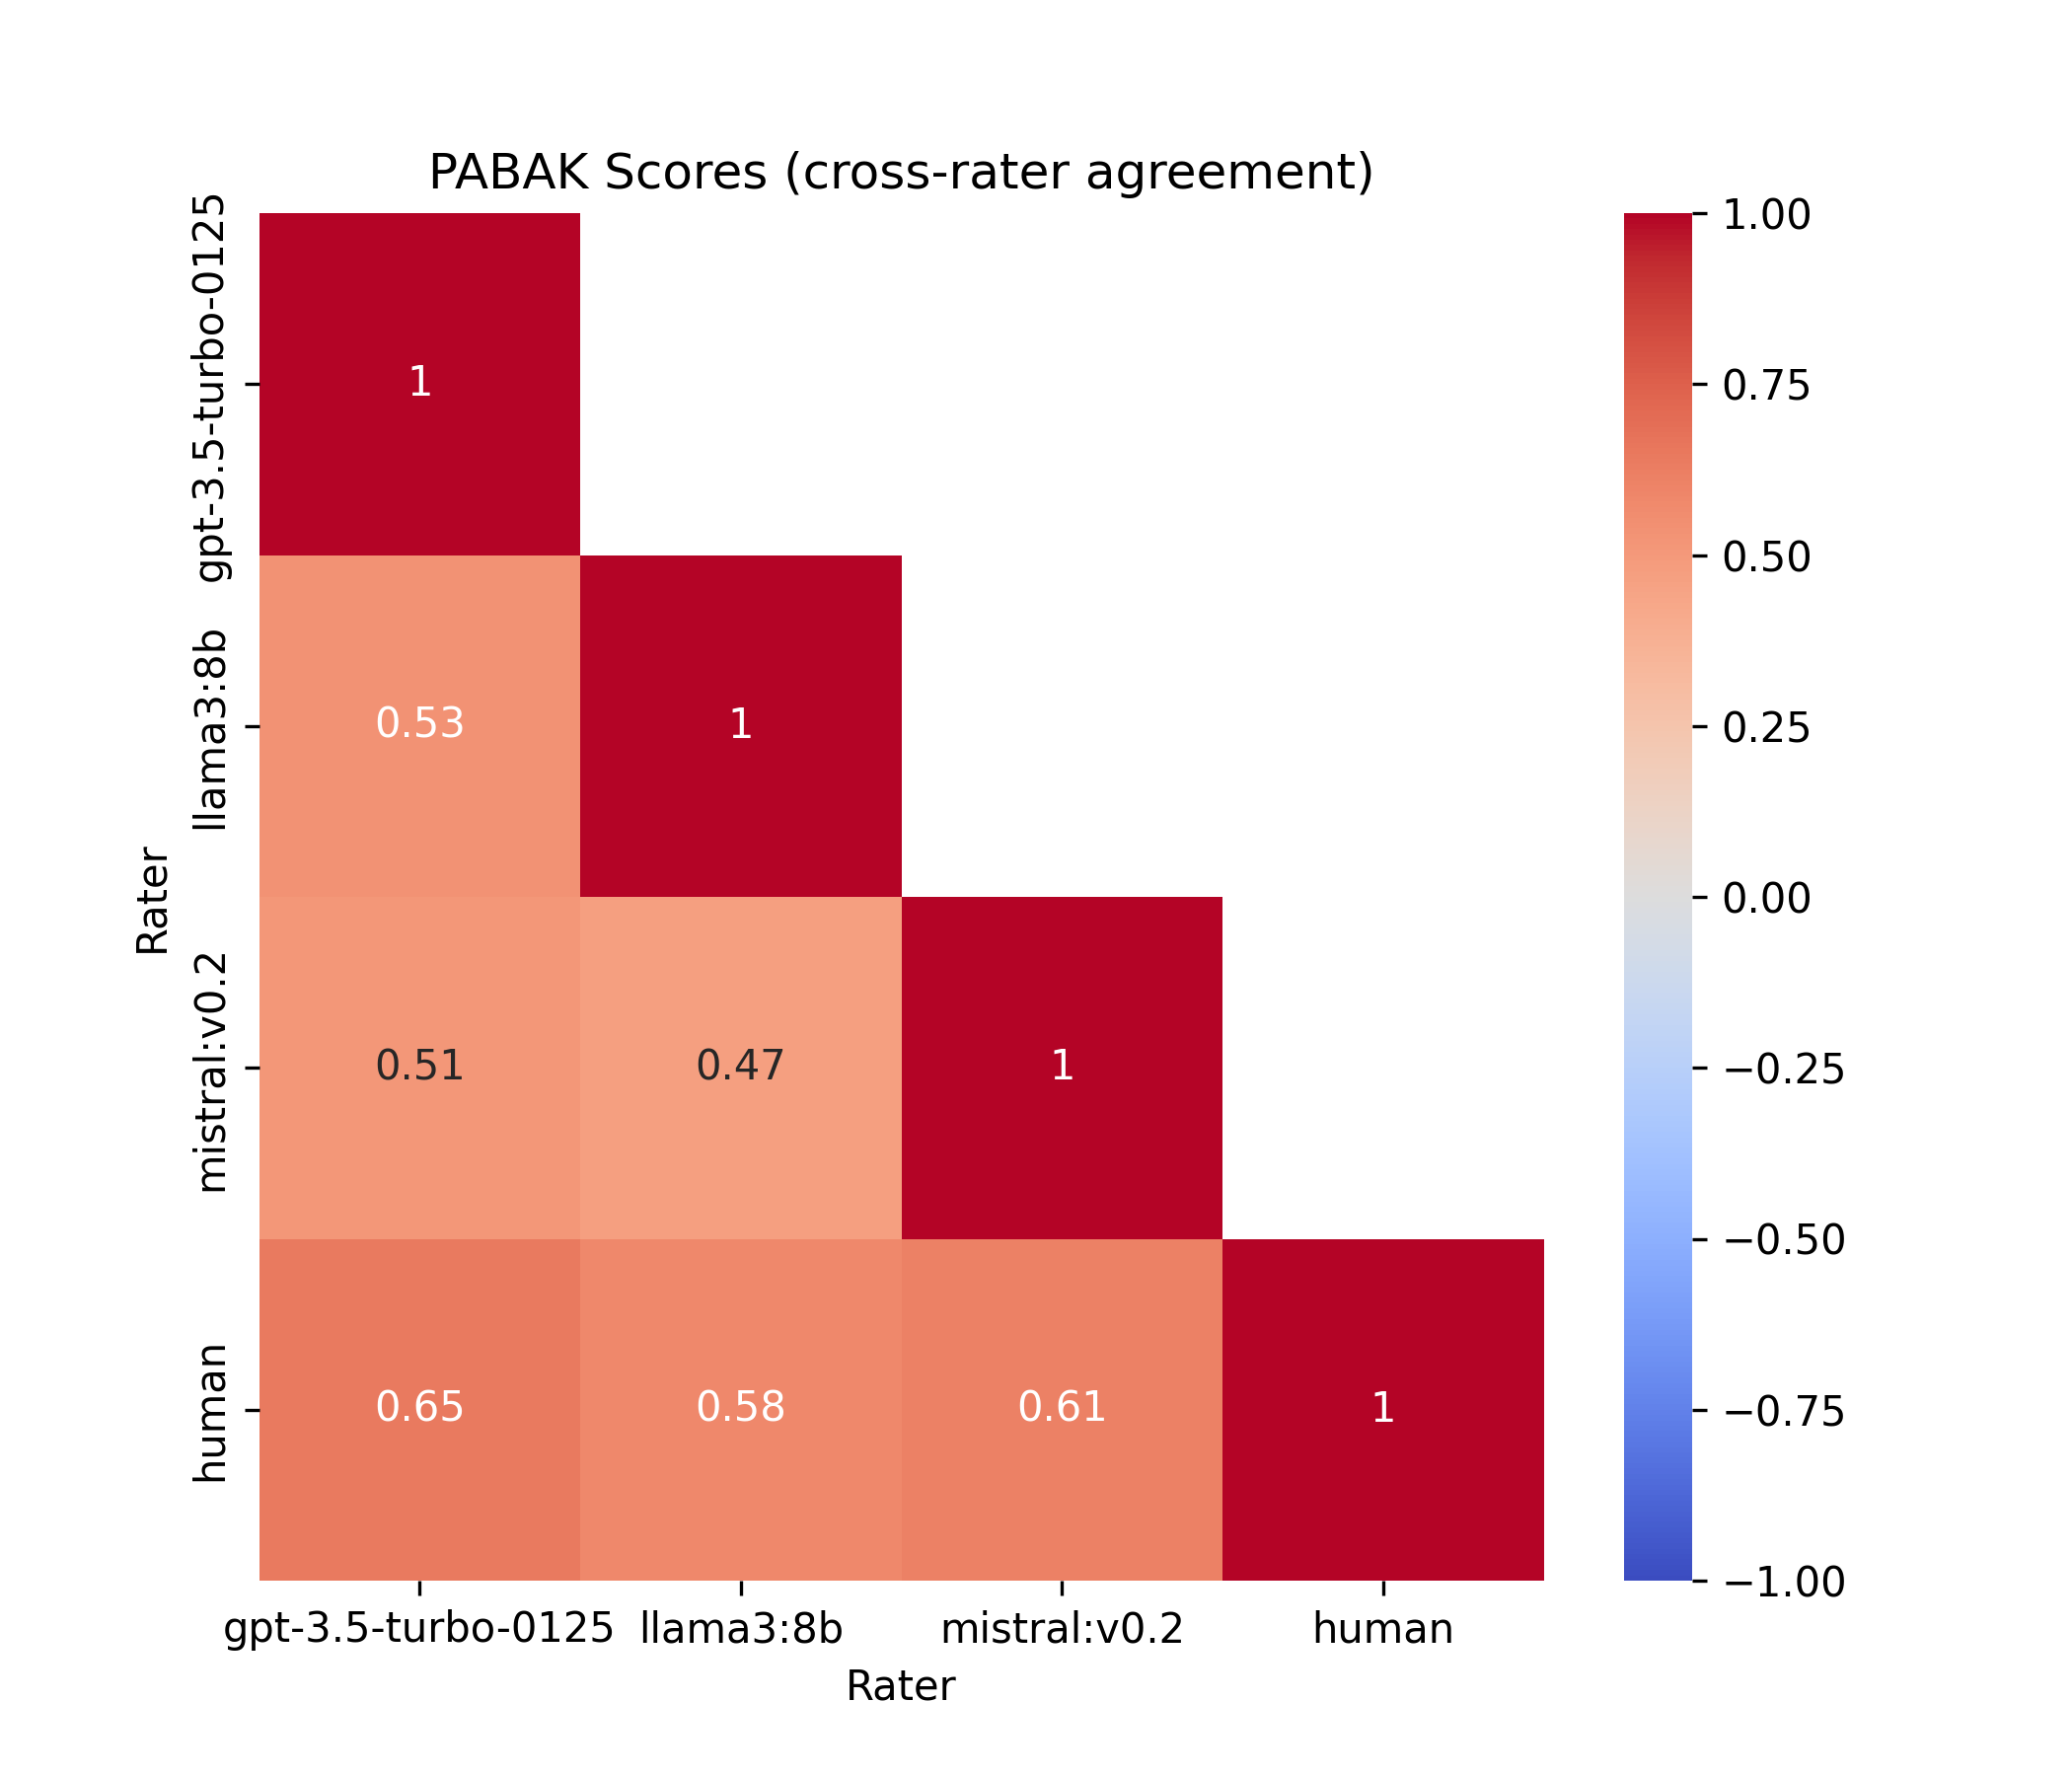 PABAK Scores (cross-rater agreement)
Rater
gpt-3.5-turbo-0125
llama3:8b
mistral:v0.2
human
1
0.53 1
0.51 0.47 1
0.65 0.58 0.61 1
gpt-3.5-turbo-0125 llama3:8b mistral:v0.2 human
Rater
1.00
0.75
0.50
0.25
0.00
−0.25
−0.50
−0.75
−1.00